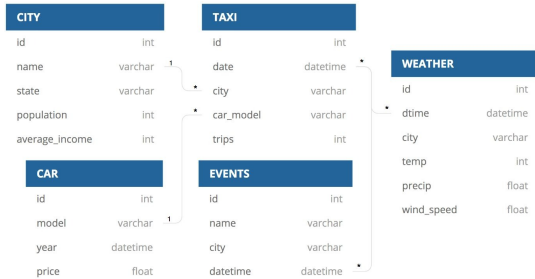 CITY
id int
name varchar 1
state varchar
population int
average_income int
TAXI
id int
date datetime *
* city varchar
* car_model varchar
trips int
WEATHER
id int
* dtime datetime
city varchar
temp int
precip float
wind_speed float
CAR
id int
model varchar 1
year datetime
price float
EVENTS
id int
name varchar
city varchar
datetime datetime *